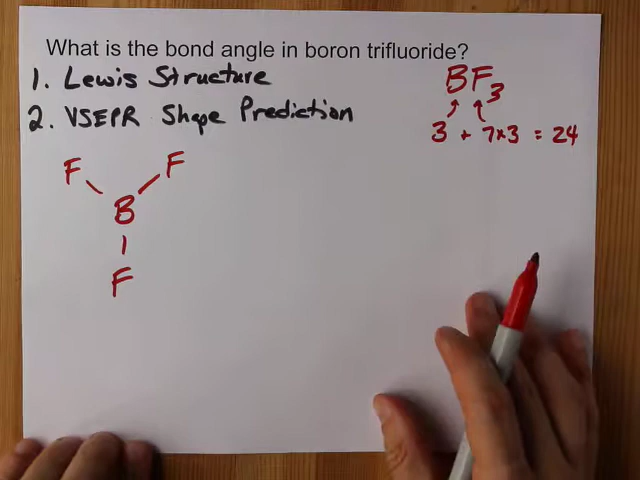 What is the bond angle in boron trifluoride?
1. Lewis Structure
BF3
2. VSEPR Shape Prediction
3 + 7x3 = 24
F F
B
F